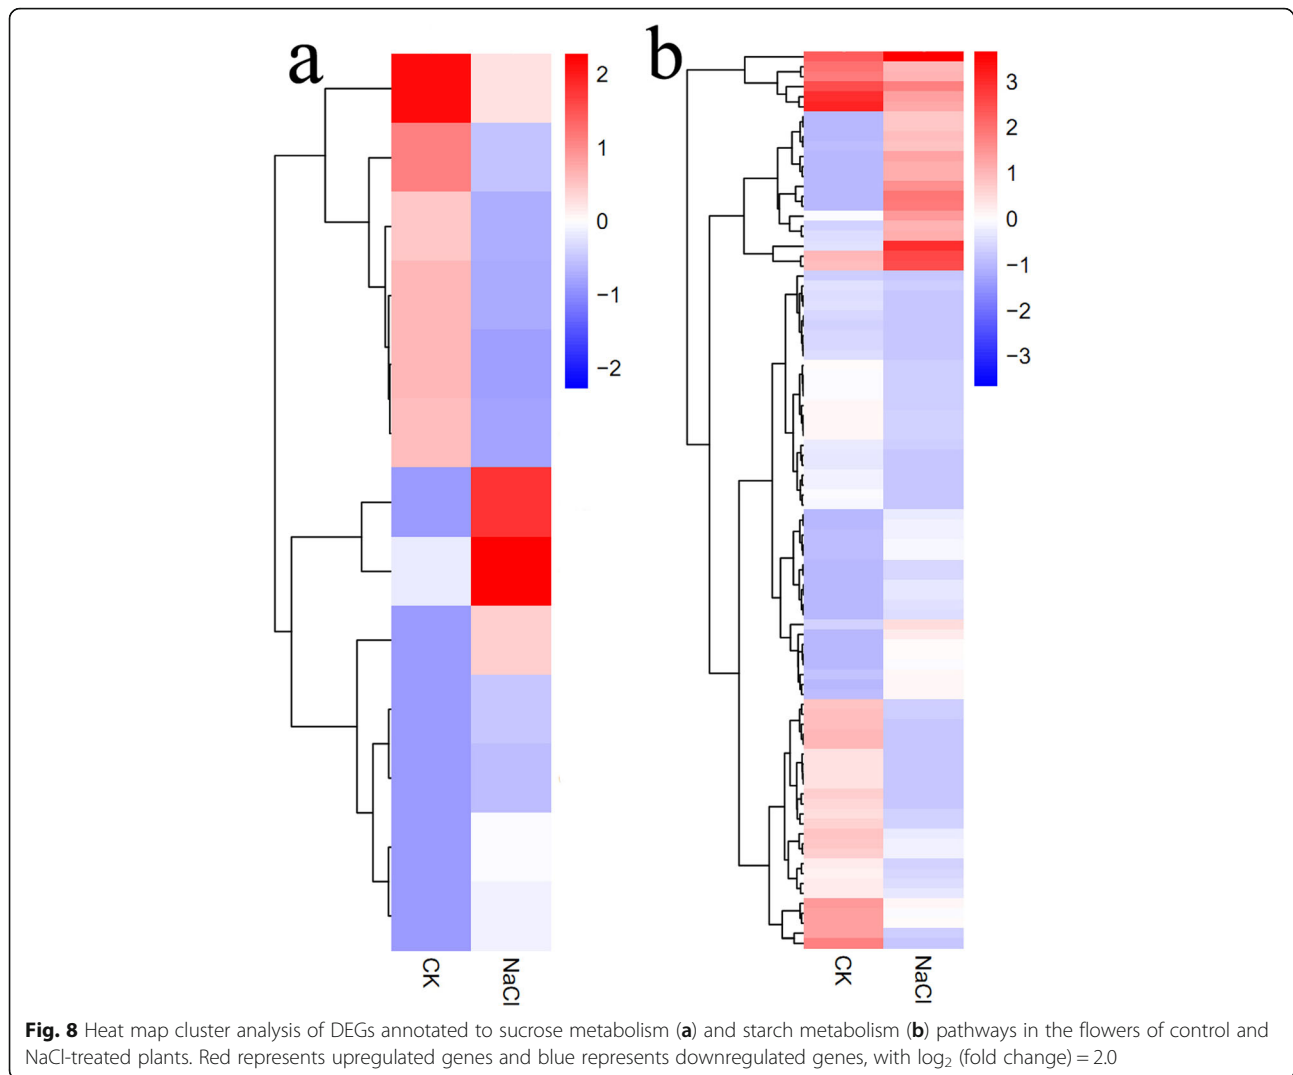 a
2
1
0
−1
−2
CK
NaCl
b
3
2
1
0
−1
−2
−3
CK
NaCl
Fig. 8 Heat map cluster analysis of DEGs annotated to sucrose metabolism (a) and starch metabolism (b) pathways in the flowers of control and
NaCl-treated plants. Red represents upregulated genes and blue represents downregulated genes, with log₂ (fold change) = 2.0